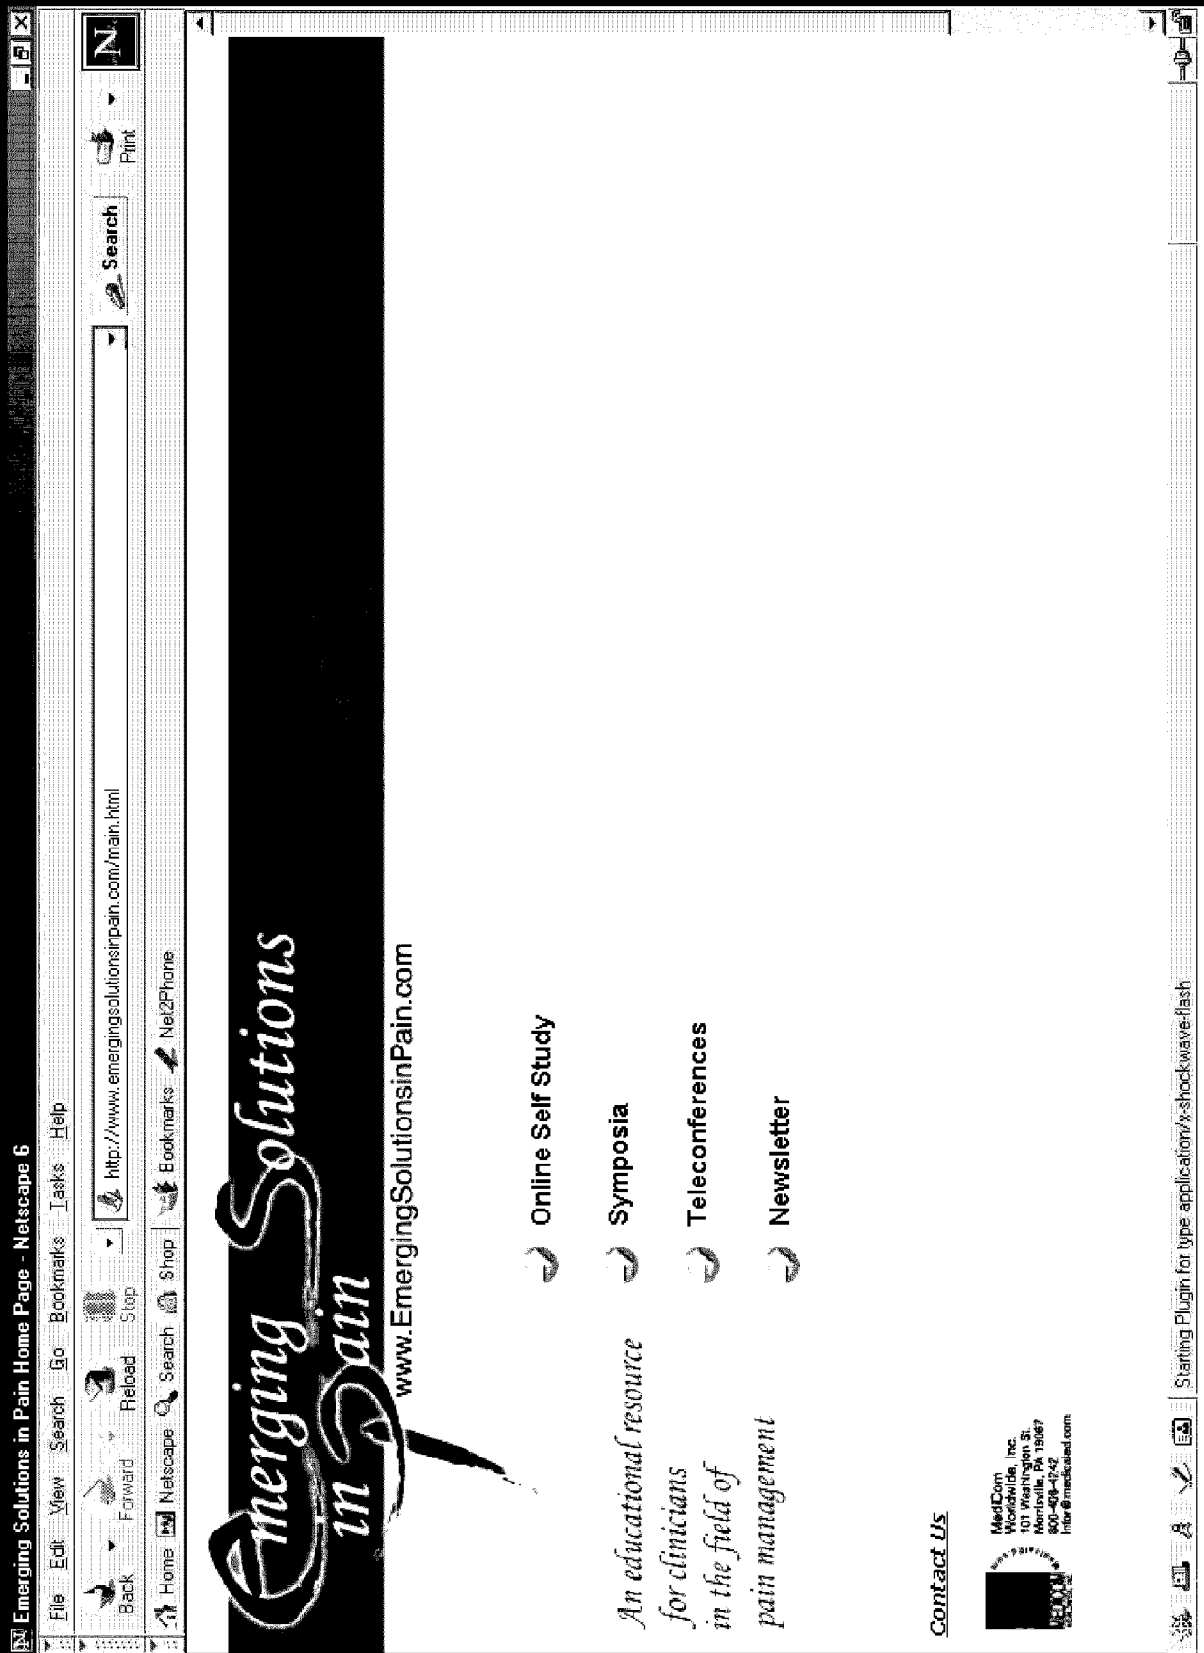 Emerging Solutions in Pain Home Page - Netscape 6
File Edit View Search Go Bookmarks Tasks Help
Back Forward Reload Stop
http://www.emergingsolutionsinpain.com/main.html
Search
Print
N
Home Netscape Search Shop Bookmarks Net2Phone
Emerging Solutions
in Pain
www.EmergingSolutionsinPain.com
An educational resource
for clinicians
in the field of
pain management
Online Self Study
Symposia
Teleconferences
Newsletter
Contact Us
MEDICOM
MediCom
Worldwide, Inc.
101 Washington St.
Morrisville, PA 19067
800-408-4242
Starting Plugin for type application/x-shockwave-flash